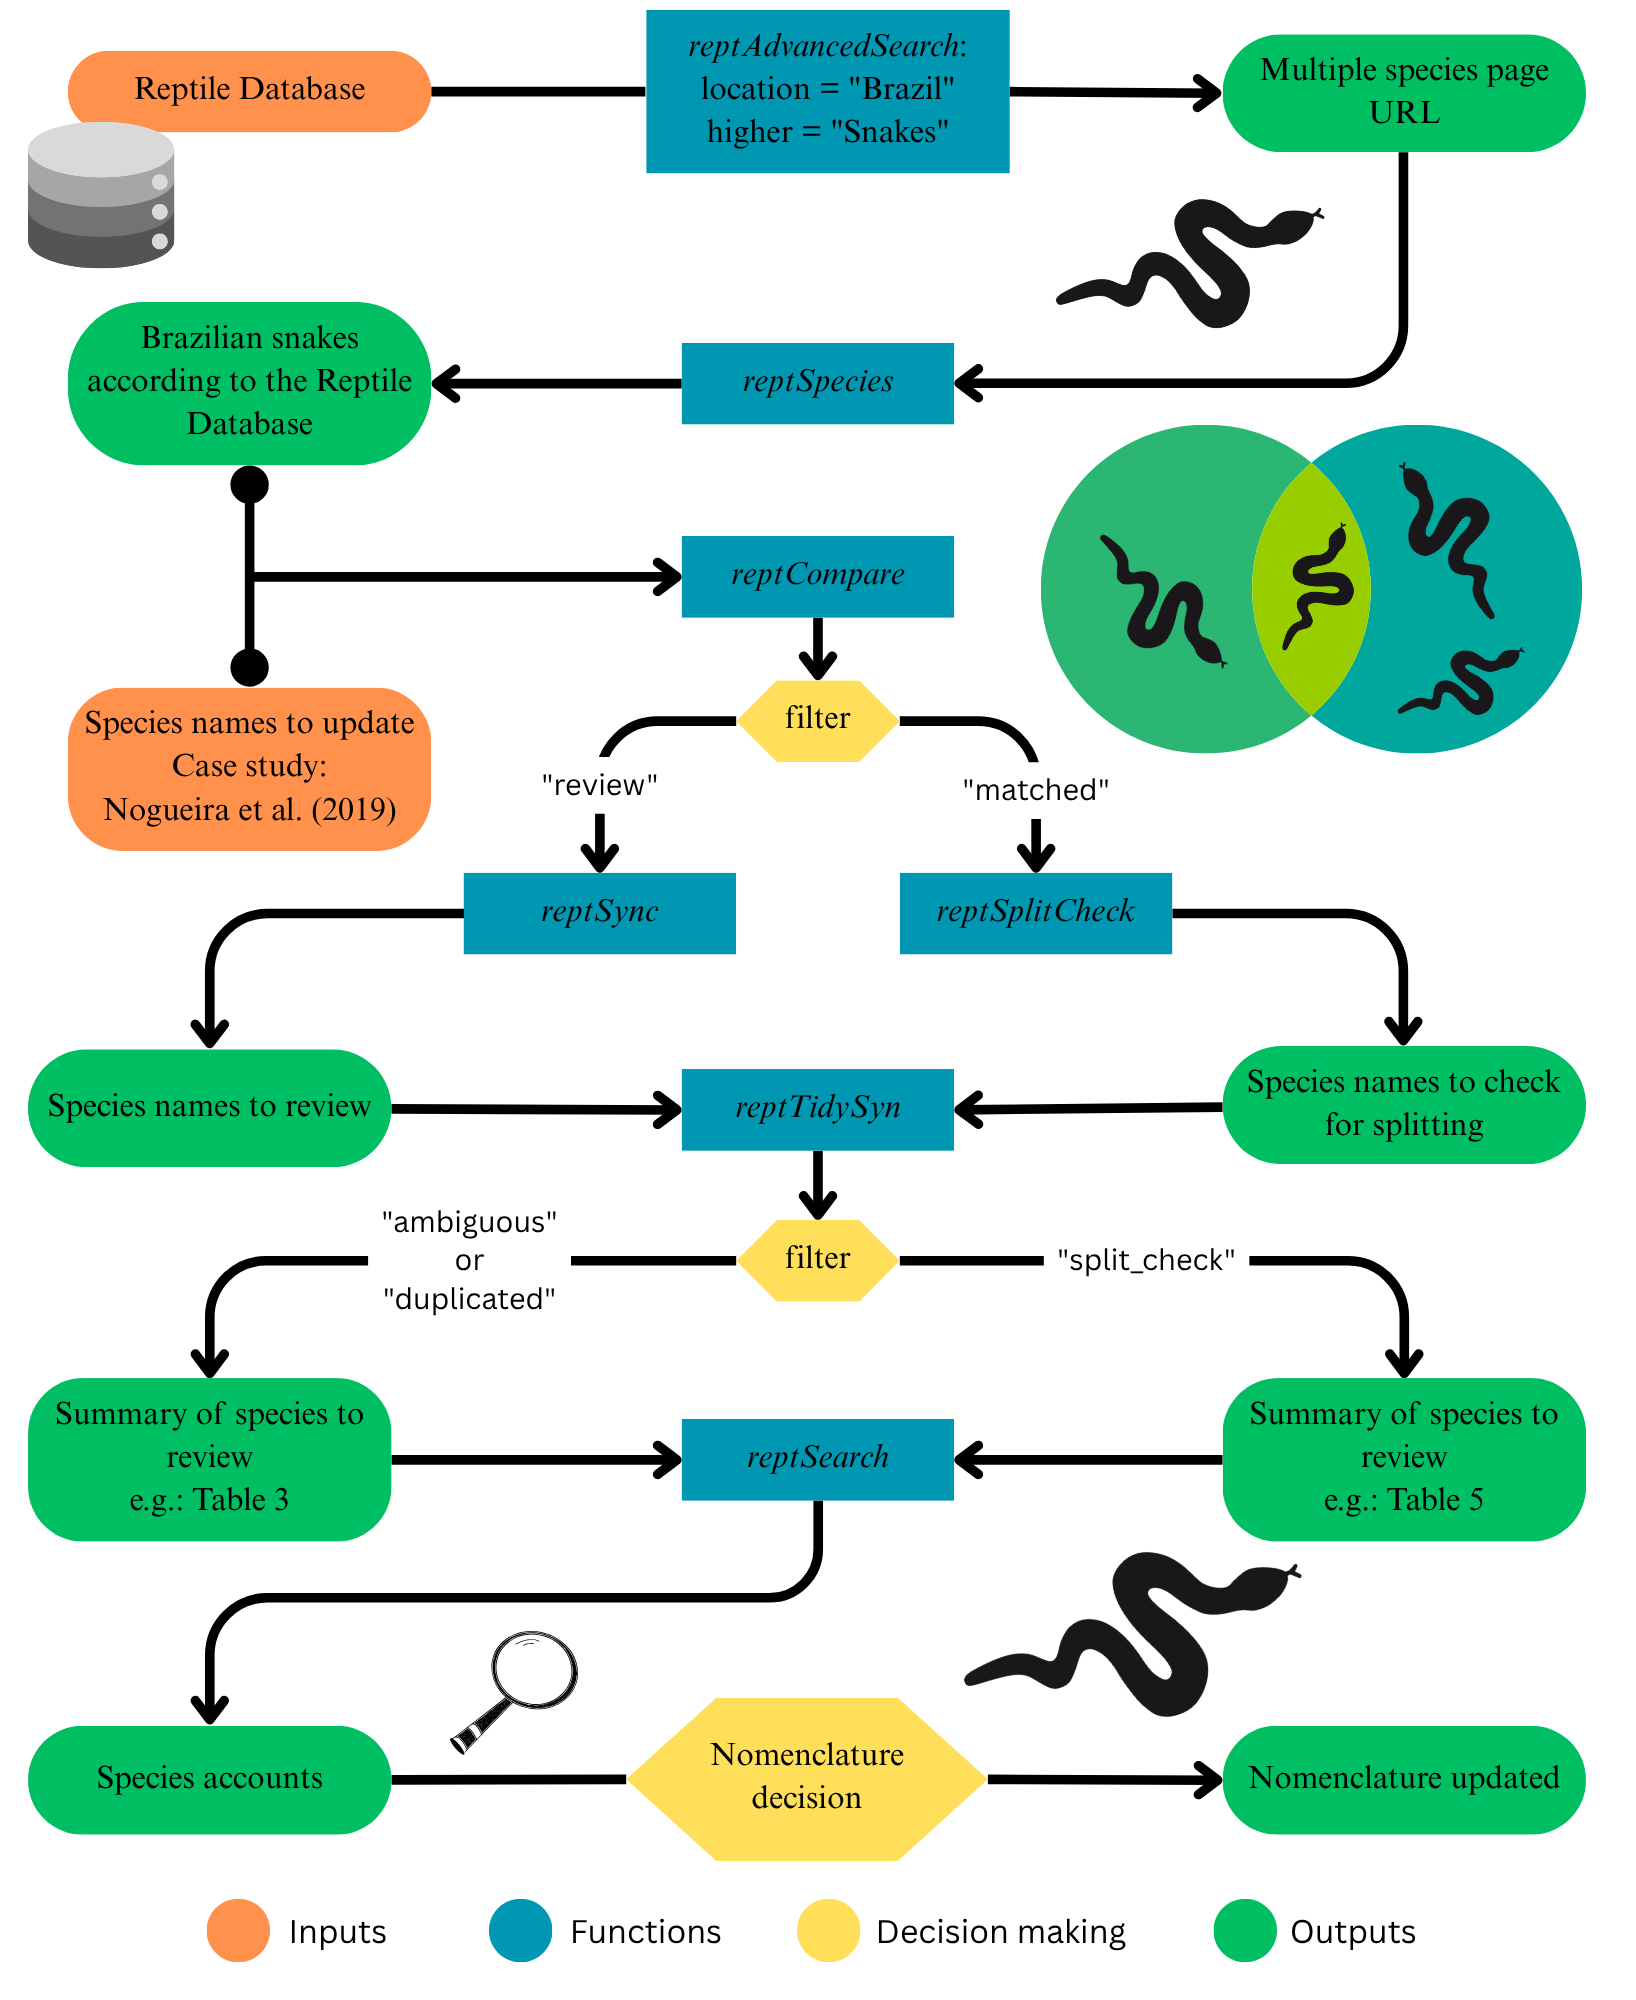 Reptile Database
reptAdvancedSearch:
location = "Brazil"
higher = "Snakes"
Multiple species page
URL
Brazilian snakes
according to the Reptile
Database
reptSpecies
reptCompare
Species names to update
Case study:
Nogueira et al. (2019)
filter
"review"
"matched"
reptSync
reptSplitCheck
Species names to review
reptTidySyn
Species names to check
for splitting
"ambiguous"
or
"duplicated"
filter
"split_check"
Summary of species to
review
e.g.: Table 3
reptSearch
Summary of species to
review
e.g.: Table 5
Species accounts
Nomenclature
decision
Nomenclature updated
Inputs
Functions
Decision making
Outputs